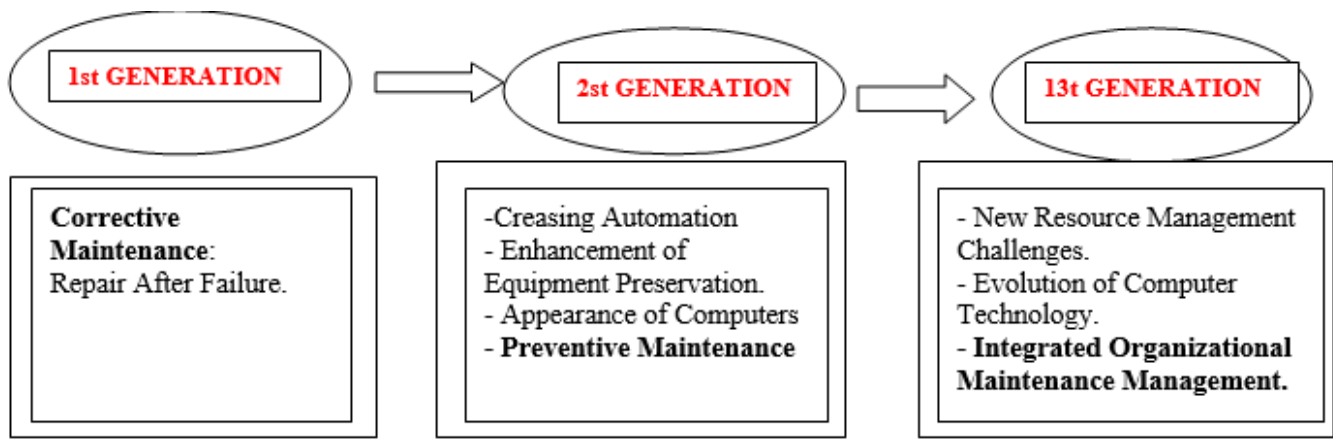 1st GENERATION
2st GENERATION
13t GENERATION
Corrective
Maintenance:
Repair After Failure.
-Creasing Automation
- Enhancement of
Equipment Preservation.
- Appearance of Computers
- Preventive Maintenance
- New Resource Management
Challenges.
- Evolution of Computer
Technology.
- Integrated Organizational
Maintenance Management.